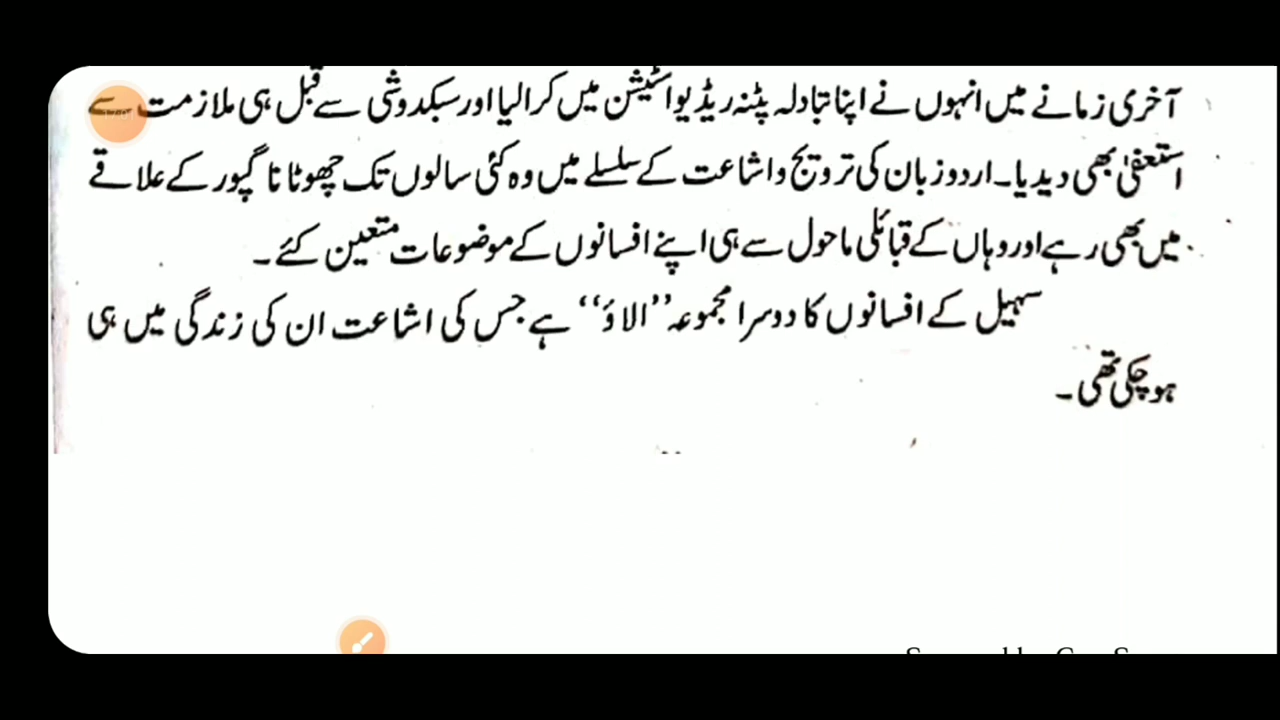 آخری زمانے میں انہوں نے اپنا تبادلہ پٹنہ ریڈیو اسٹیشن میں کرالیا اور سبکدوشی سے قبل ہی ملازمت سے
استعفیٰ بھی دیدیا۔ اردو زبان کی ترویج و اشاعت کے سلسلے میں وہ کئی سالوں تک چھوٹا ناگپور کے علاقے
میں بھی رہے اور وہاں کے قبائلی ماحول سے ہی اپنے افسانوں کے موضوعات متعین کئے۔
سہیل کے افسانوں کا دوسرا مجموعہ ”الاؤ“ ہے جس کی اشاعت ان کی زندگی میں ہی
ہوچکی تھی۔